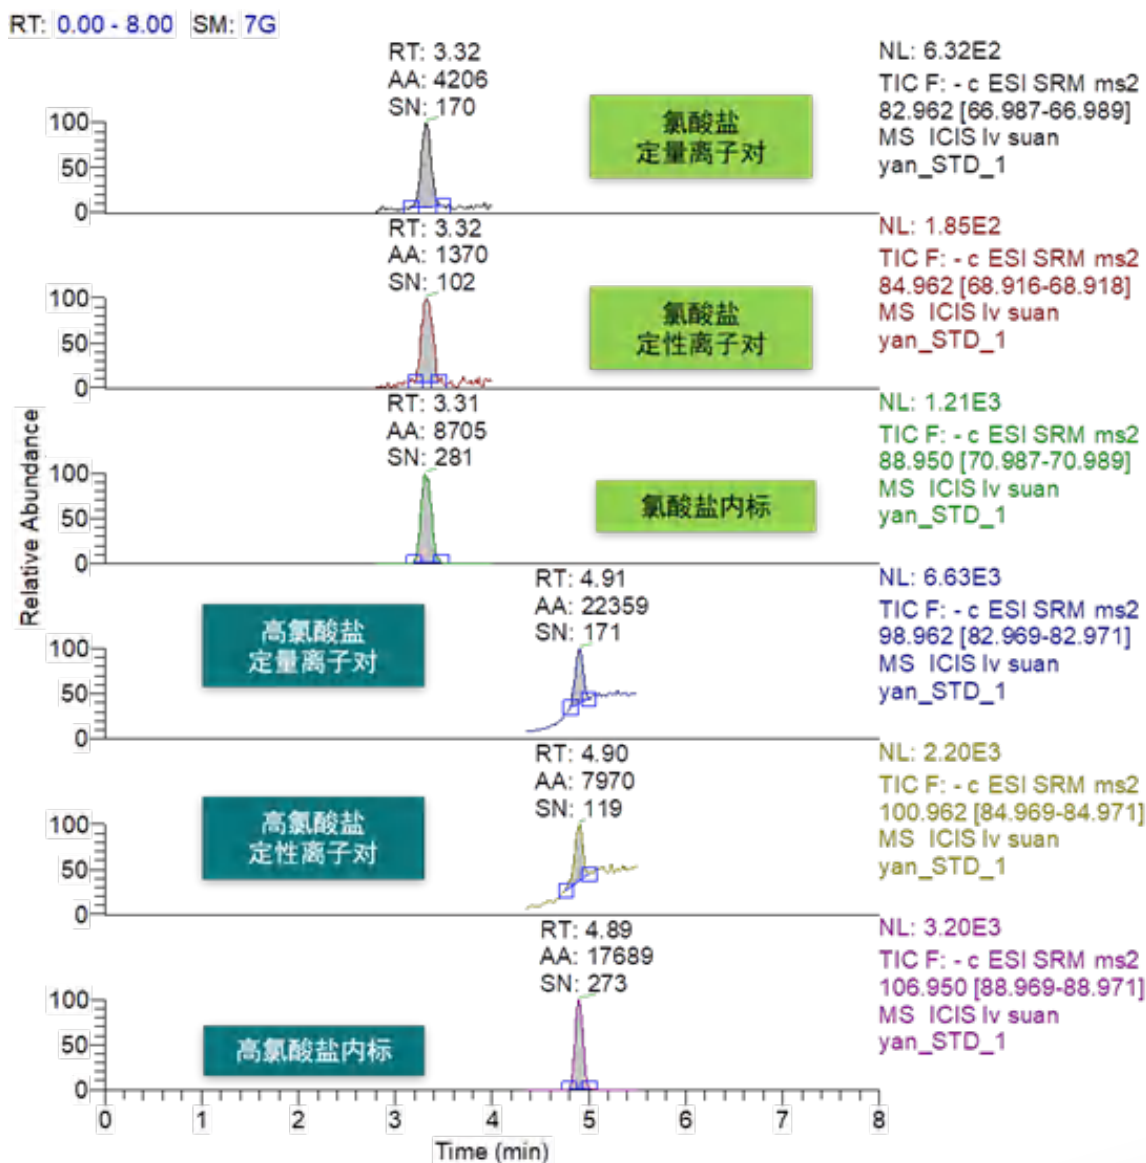 RT: 0.00 - 8.00 SM: 7G
RT: 3.32
AA: 4206
SN: 170
氯酸盐
定量离子对
NL: 6.32E2
TIC F: - c ESI SRM ms2
82.962 [66.987-66.989]
MS ICIS lv suan
yan_STD_1
100
50
0
RT: 3.32
AA: 1370
SN: 102
氯酸盐
定性离子对
NL: 1.85E2
TIC F: - c ESI SRM ms2
84.962 [68.916-68.918]
MS ICIS lv suan
yan_STD_1
100
50
0
RT: 3.31
AA: 8705
SN: 281
氯酸盐内标
NL: 1.21E3
TIC F: - c ESI SRM ms2
88.950 [70.987-70.989]
MS ICIS lv suan
yan_STD_1
100
50
0
Relative Abundance
高氯酸盐
定量离子对
RT: 4.91
AA: 22359
SN: 171
NL: 6.63E3
TIC F: - c ESI SRM ms2
98.962 [82.969-82.971]
MS ICIS lv suan
yan_STD_1
100
50
0
高氯酸盐
定性离子对
RT: 4.90
AA: 7970
SN: 119
NL: 2.20E3
TIC F: - c ESI SRM ms2
100.962 [84.969-84.971]
MS ICIS lv suan
yan_STD_1
100
50
0
高氯酸盐内标
RT: 4.89
AA: 17689
SN: 273
NL: 3.20E3
TIC F: - c ESI SRM ms2
106.950 [88.969-88.971]
MS ICIS lv suan
yan_STD_1
100
50
0
0 1 2 3 4 5 6 7 8
Time (min)